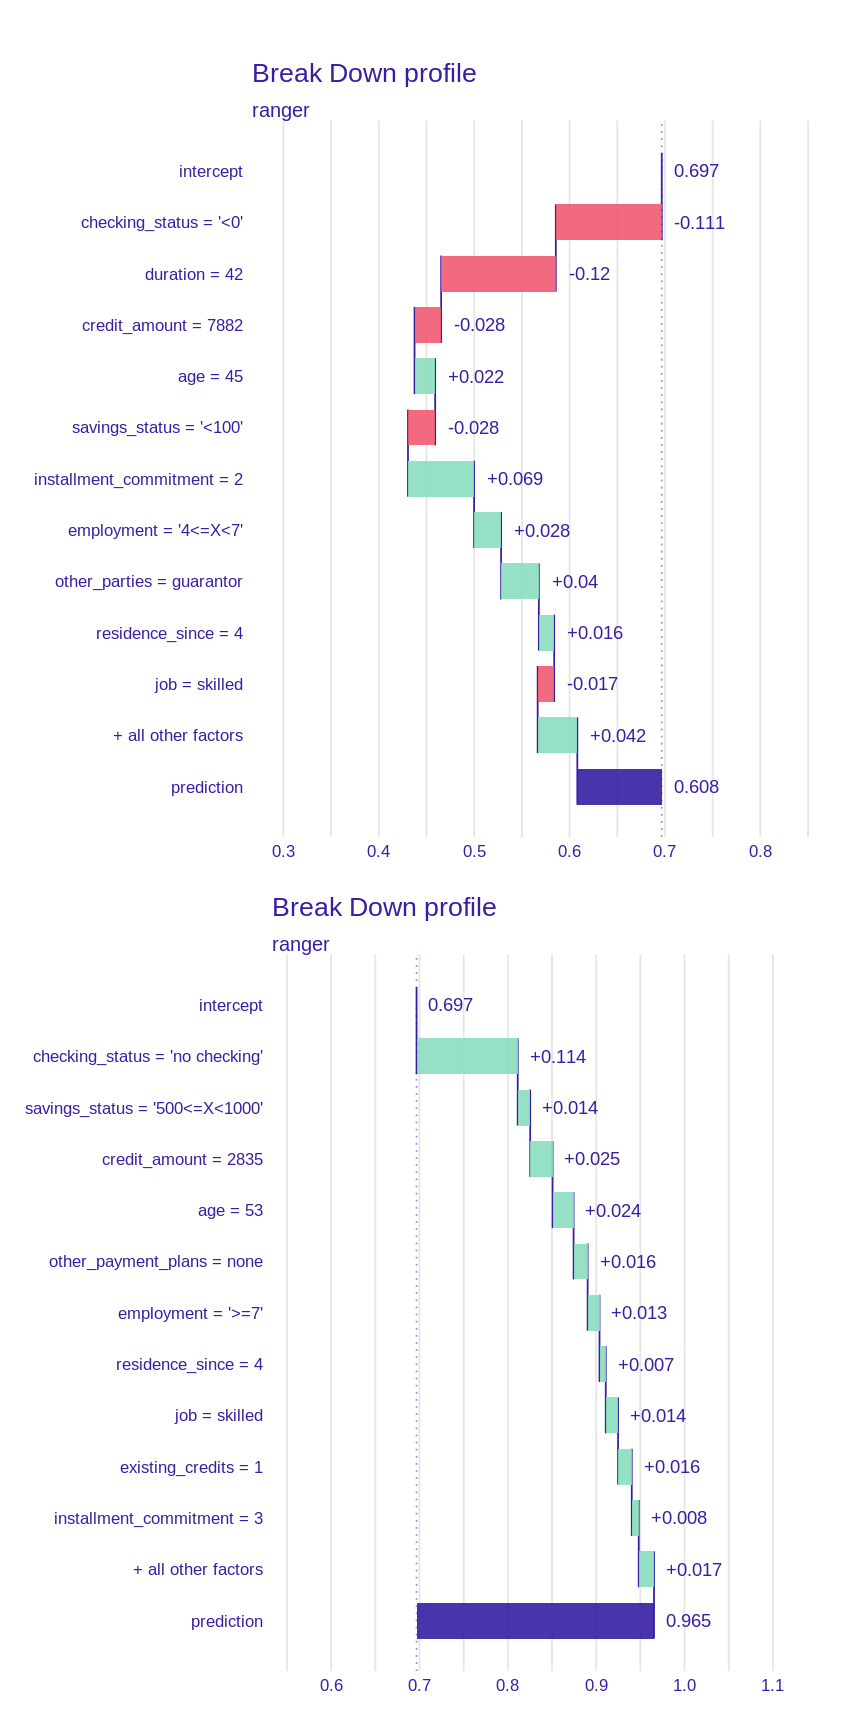 Break Down profile
ranger
intercept 0.697
checking_status = '<0' -0.111
duration = 42 -0.12
credit_amount = 7882 -0.028
age = 45 +0.022
savings_status = '<100' -0.028
installment_commitment = 2 +0.069
employment = '4<=X<7' +0.028
other_parties = guarantor +0.04
residence_since = 4 +0.016
job = skilled -0.017
+ all other factors +0.042
prediction 0.608
0.3 0.4 0.5 0.6 0.7 0.8
Break Down profile
ranger
intercept 0.697
checking_status = 'no checking' +0.114
savings_status = '500<=X<1000' +0.014
credit_amount = 2835 +0.025
age = 53 +0.024
other_payment_plans = none +0.016
employment = '>=7' +0.013
residence_since = 4 +0.007
job = skilled +0.014
existing_credits = 1 +0.016
installment_commitment = 3 +0.008
+ all other factors +0.017
prediction 0.965
0.6 0.7 0.8 0.9 1.0 1.1